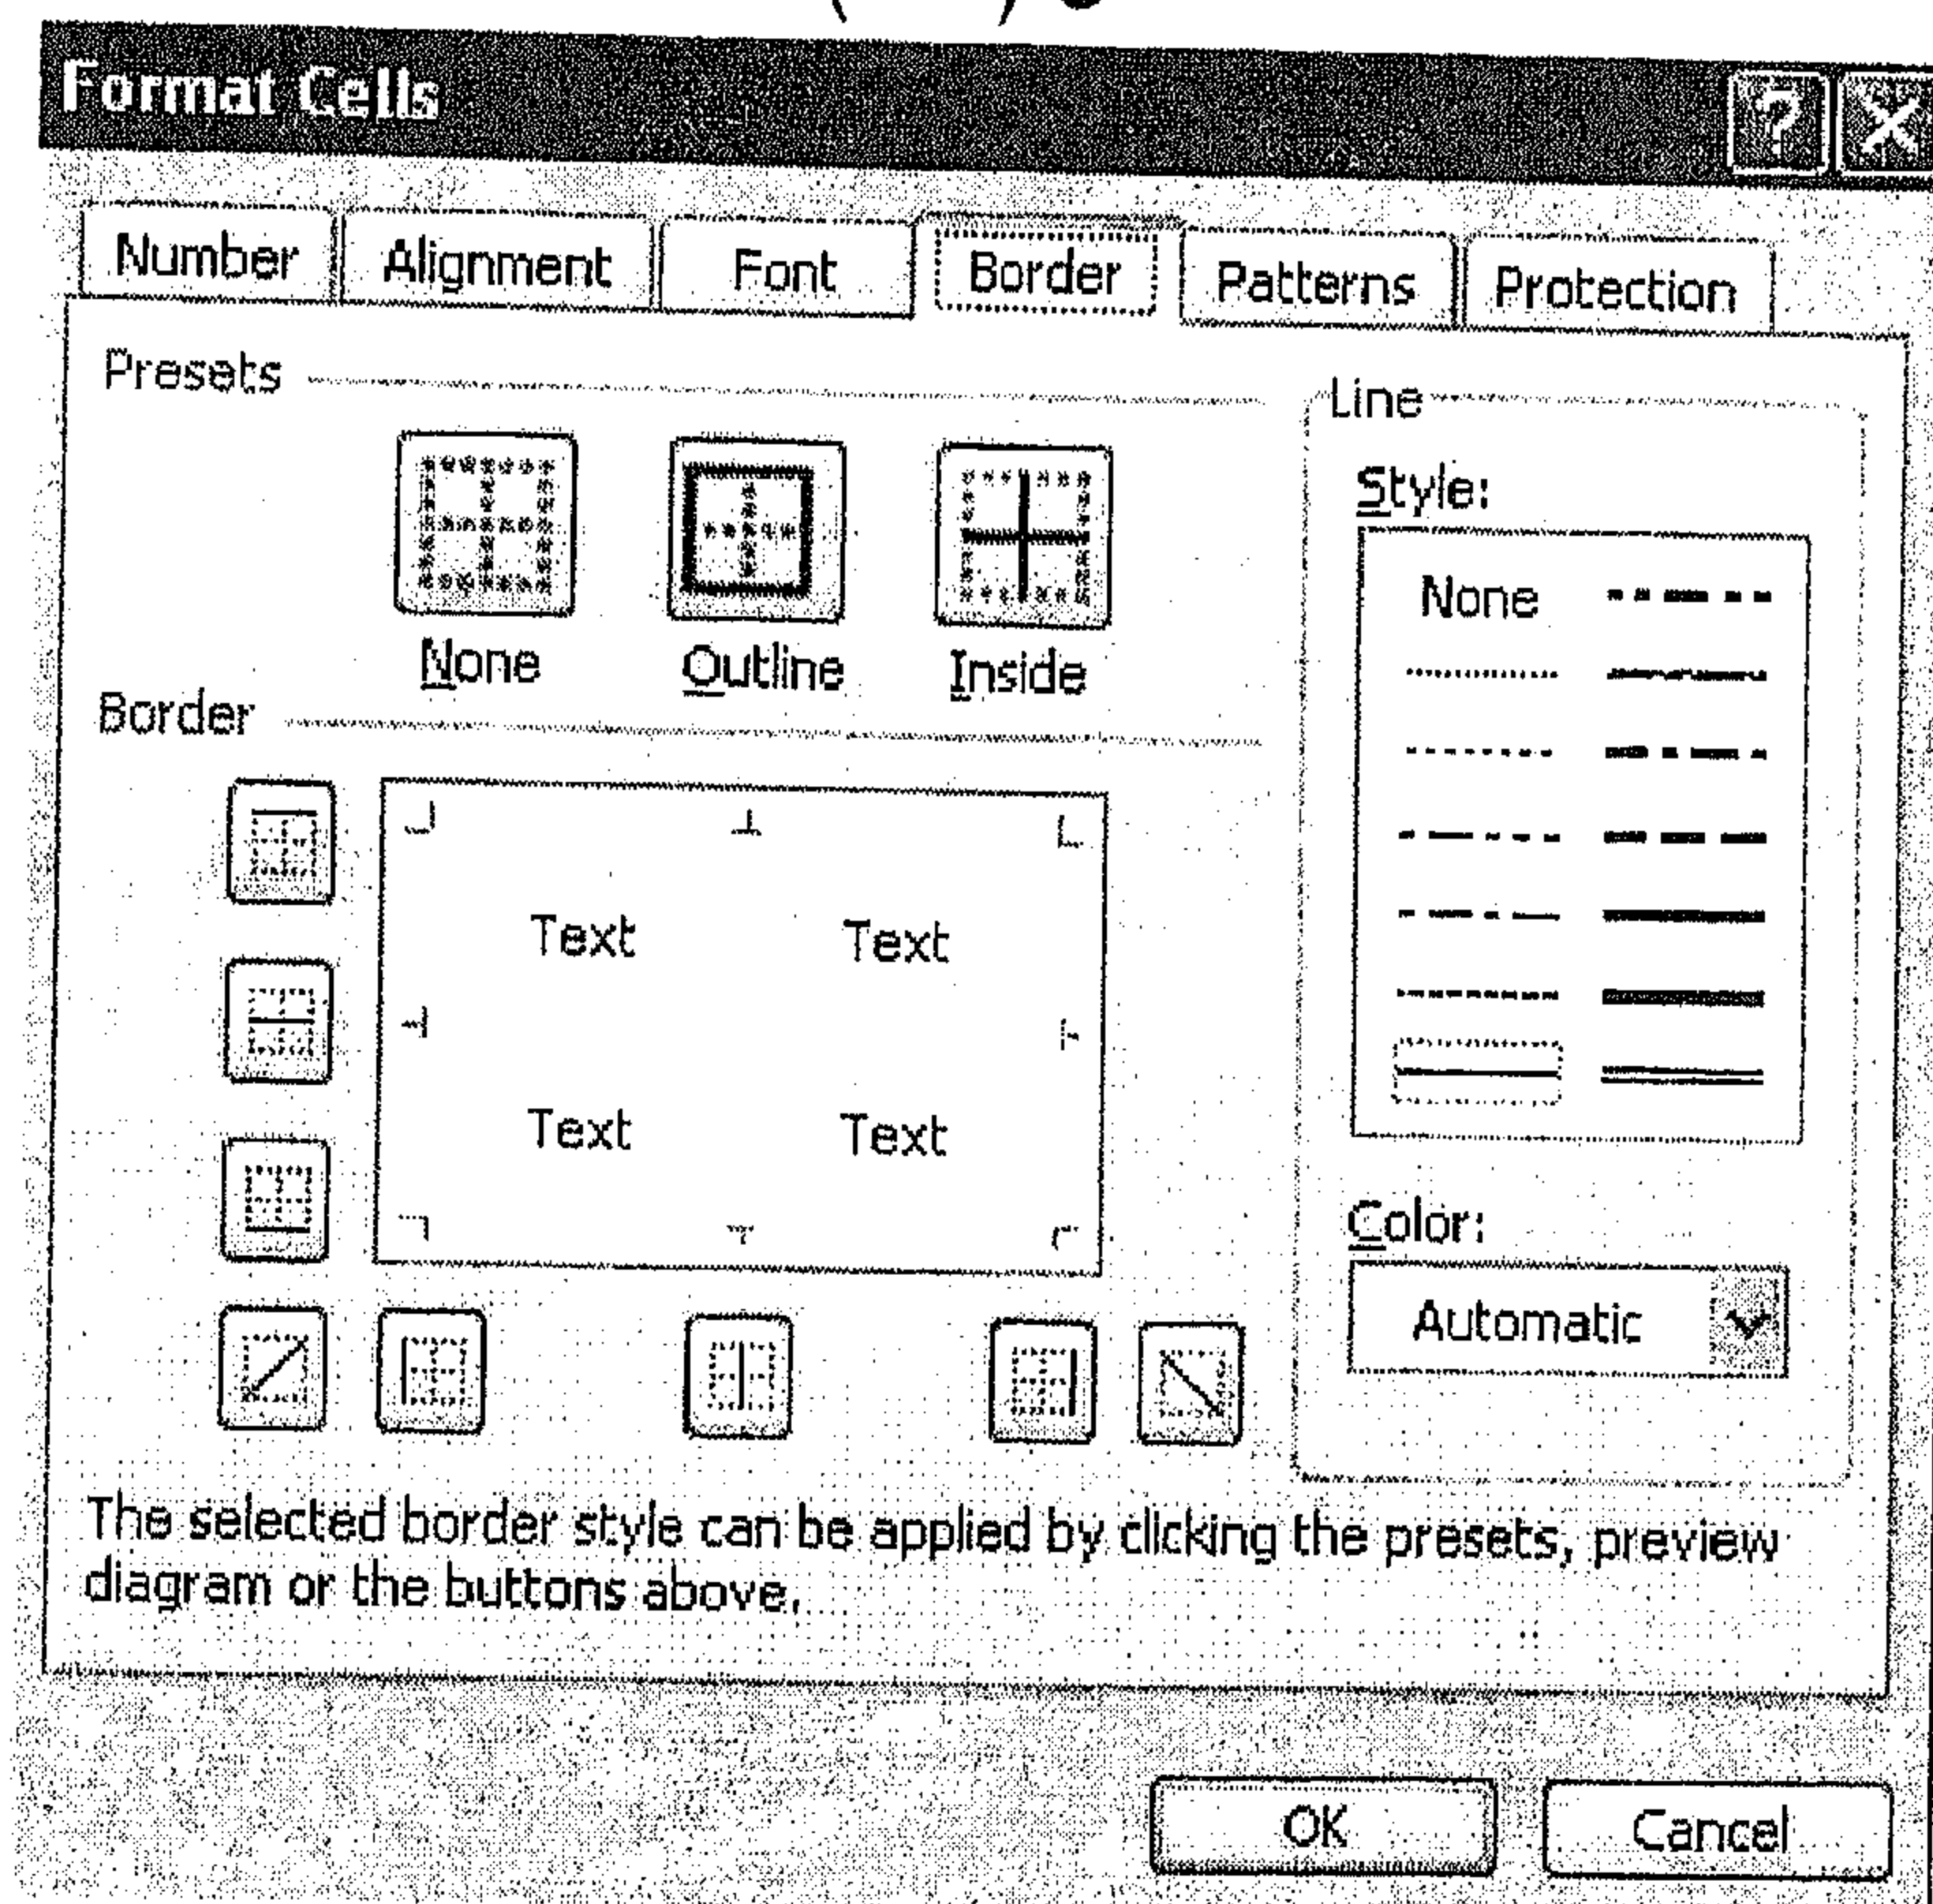 Format Cells
Number Alignment Font Border Patterns Protection
Presets
None Outline Inside
Border
Text Text
Text Text
Line
Style:
None
Color:
Automatic
The selected border style can be applied by clicking the presets, preview
diagram or the buttons above.
OK Cancel